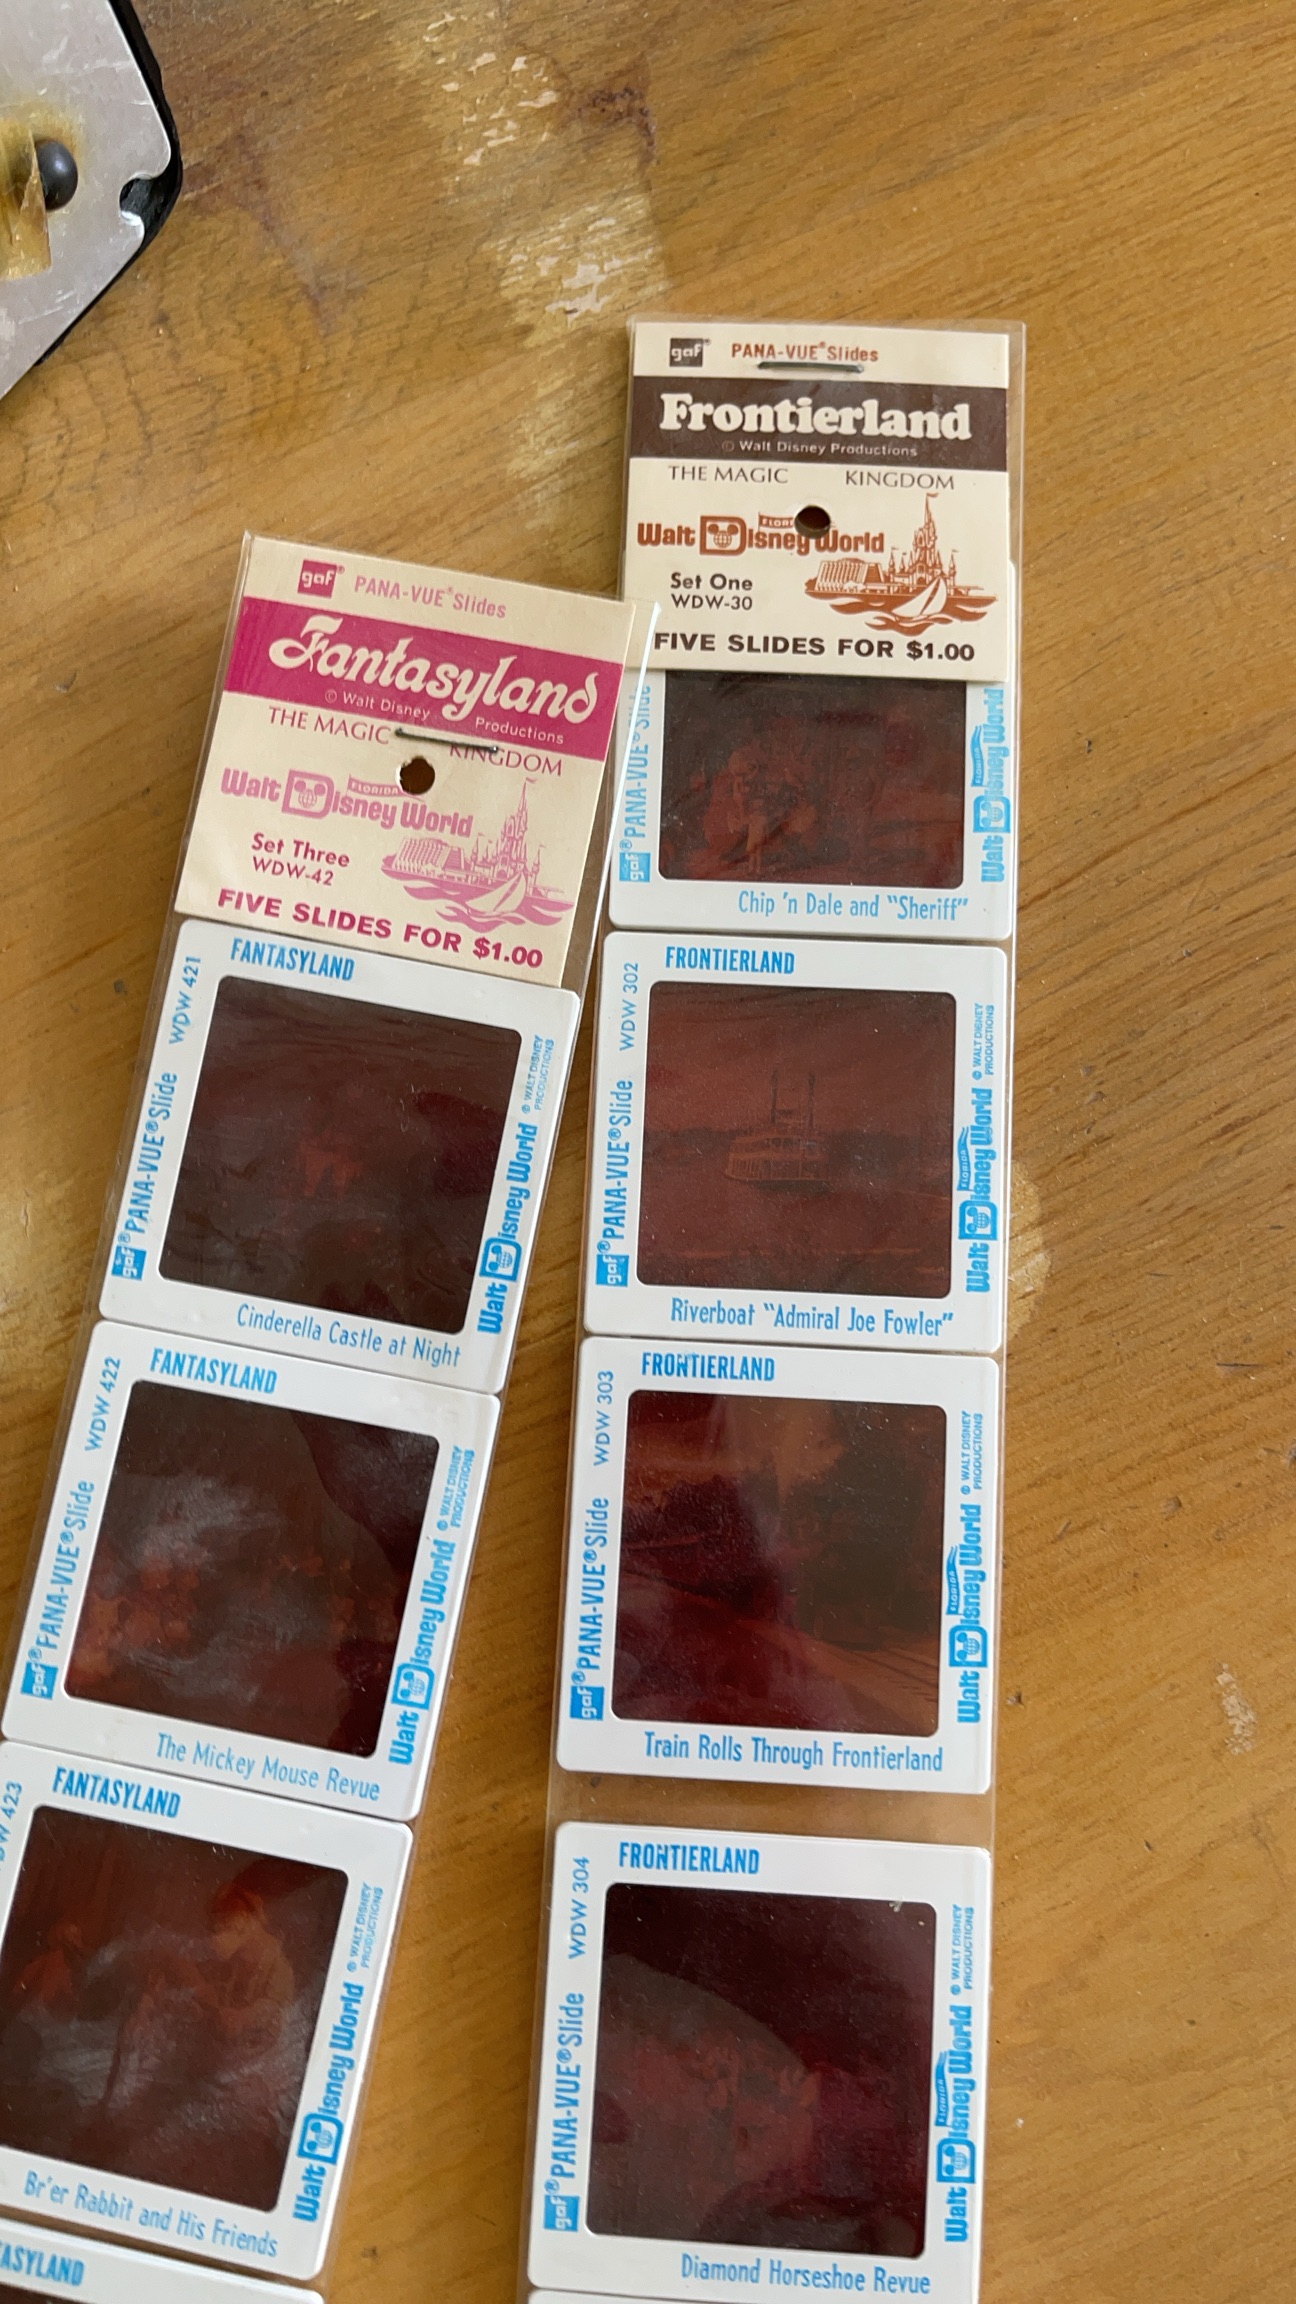 gaf® PANA-VUE® Slides
Frontierland
© Walt Disney Productions
THE MAGIC KINGDOM
Walt Disney World
Set One
WDW-30
FIVE SLIDES FOR $1.00
gaf® PANA-VUE® Slide
Walt Disney World
FLORIDA
Chip 'n Dale and "Sheriff"
FRONTIERLAND
WDW 302
gaf® PANA-VUE® Slide
Walt Disney World
FLORIDA
© WALT DISNEY
PRODUCTIONS
Riverboat "Admiral Joe Fowler"
FRONTIERLAND
WDW 303
gaf® PANA-VUE® Slide
Walt Disney World
FLORIDA
© WALT DISNEY
PRODUCTIONS
Train Rolls Through Frontierland
FRONTIERLAND
WDW 304
gaf® PANA-VUE® Slide
Walt Disney World
FLORIDA
© WALT DISNEY
PRODUCTIONS
Diamond Horseshoe Revue
gaf® PANA-VUE® Slides
Fantasyland
© Walt Disney Productions
THE MAGIC KINGDOM
FLORIDA
Walt Disney World
Set Three
WDW-42
FIVE SLIDES FOR $1.00
FANTASYLAND
WDW 421
gaf® PANA-VUE® Slide
Walt Disney World
© WALT DISNEY
PRODUCTIONS
Cinderella Castle at Night
FANTASYLAND
WDW 422
gaf® PANA-VUE® Slide
Walt Disney World
© WALT DISNEY
PRODUCTIONS
The Mickey Mouse Revue
FANTASYLAND
423
Walt Disney World
© WALT DISNEY
PRODUCTIONS
Br'er Rabbit and His Friends
ASYLAND